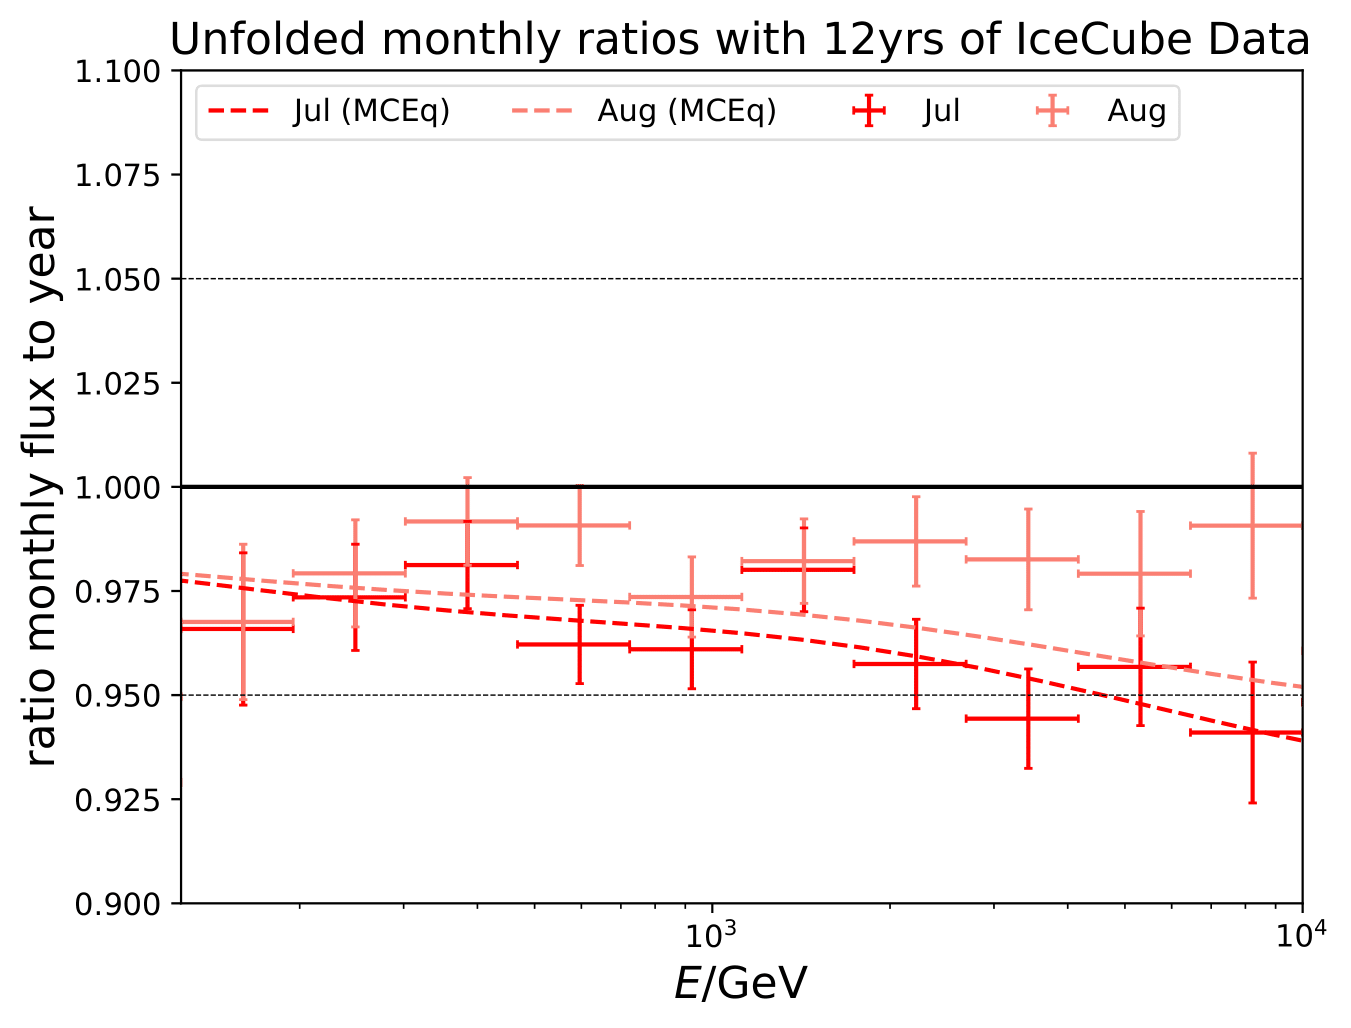 Unfolded monthly ratios with 12yrs of IceCube Data
Jul (MCEq) Aug (MCEq) Jul Aug
ratio monthly flux to year
1.100
1.075
1.050
1.025
1.000
0.975
0.950
0.925
0.900
10³ 10⁴
E/GeV